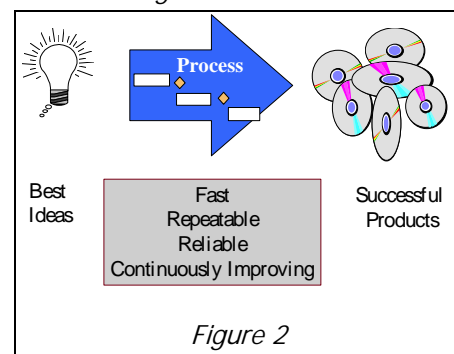 Process
Best
Ideas
Fast
Repeatable
Reliable
Continuously Improving
Successful
Products
Figure 2